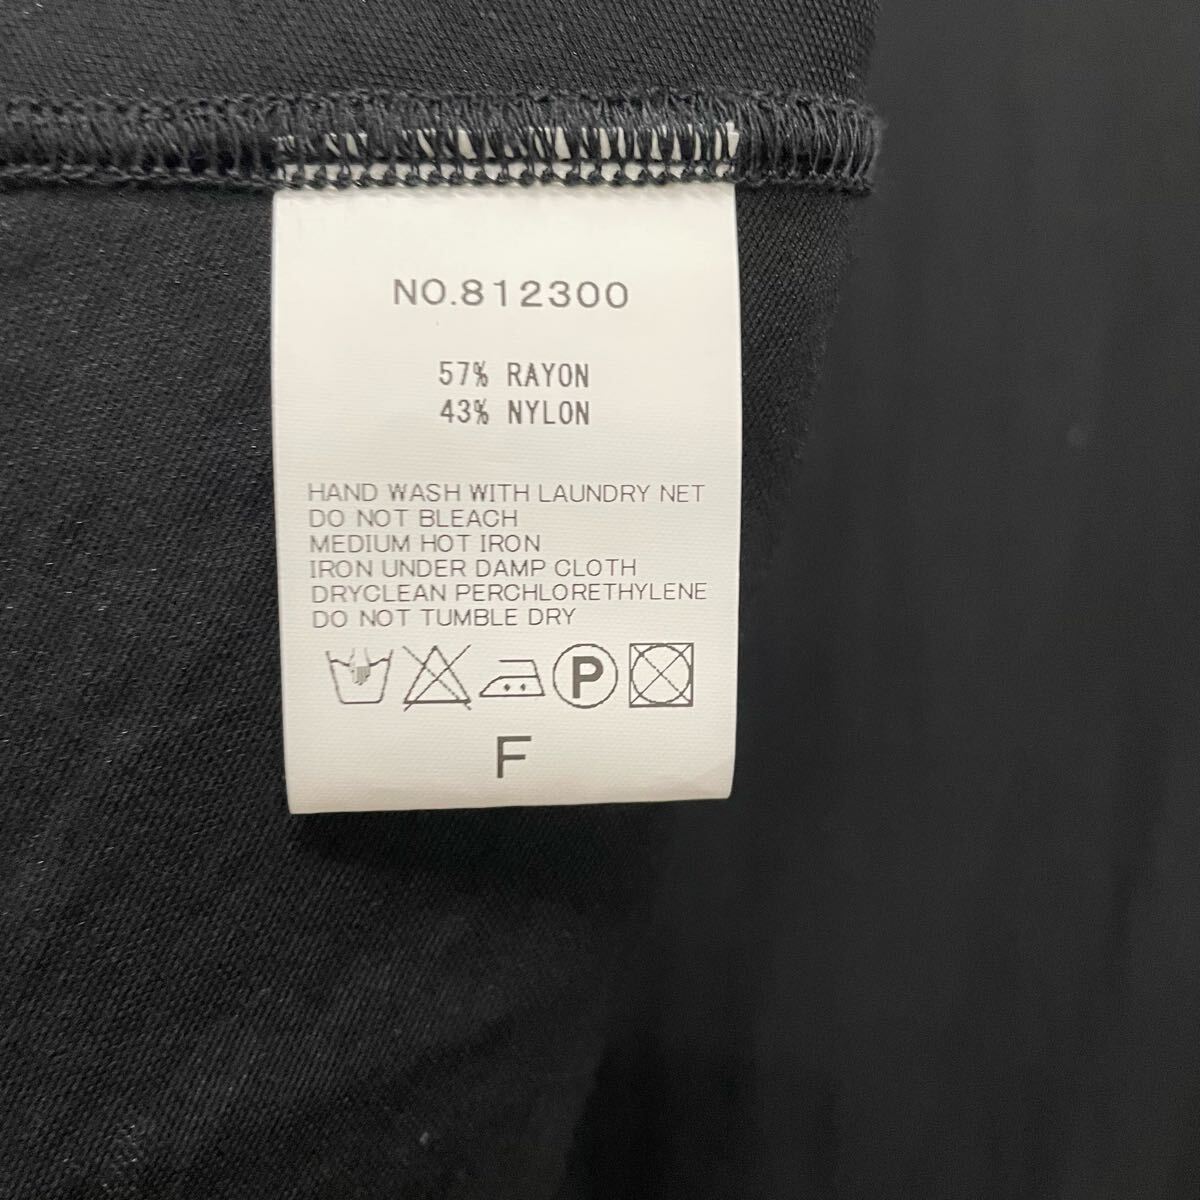 NO.812300
57% RAYON
43% NYLON
HAND WASH WITH LAUNDRY NET
DO NOT BLEACH
MEDIUM HOT IRON
IRON UNDER DAMP CLOTH
DRYCLEAN PERCHLORETHYLENE
DO NOT TUMBLE DRY
P
F